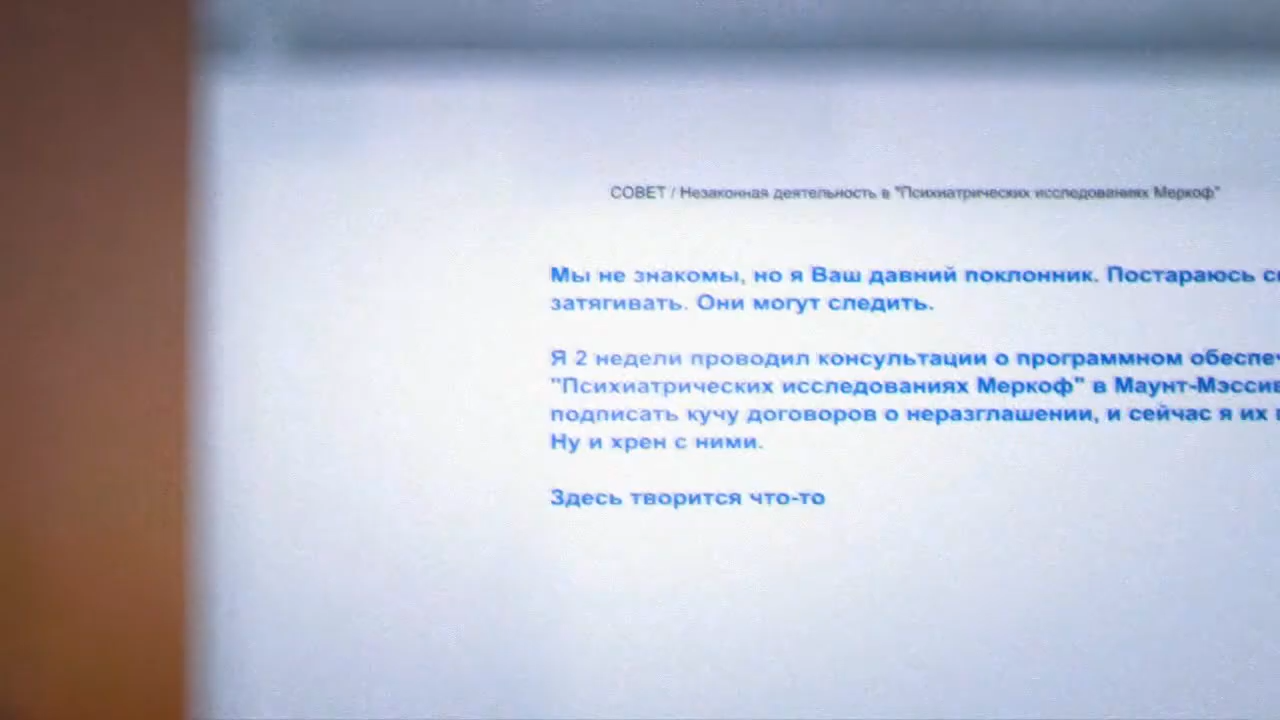 СОВЕТ / Незаконная деятельность в "Психиатрических исследованиях Меркоф"
Мы не знакомы, но я Ваш давний поклонник. Постараюсь
затягивать. Они могут следить.
Я 2 недели проводил консультации о программном
"Психиатрических исследованиях Меркоф" в
подписать кучу договоров о неразглашении, и сейчас я их
Ну и хрен с ними.
Здесь творится что-то